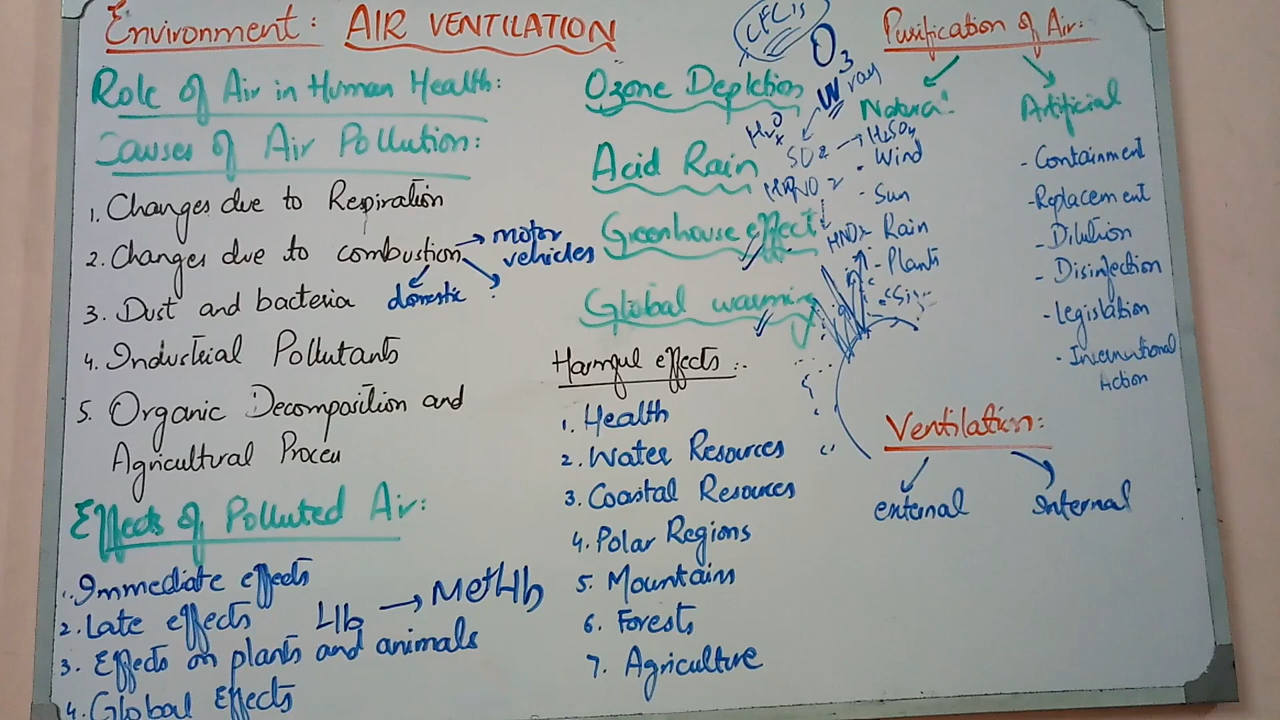 Environment: AIR VENTILATION
Role of Air in Human Health:
Causes of Air Pollution:
1. Changes due to Respiration
2. Changes due to combustion → motor vehicles
domestic
3. Dust and bacteria
4. Industrial Pollutants
5. Organic Decomposition and
Agricultural Process
Effects of Polluted Air:
1. Immediate effects
2. Late effects
Hb → MetHb
3. Effects on plants and animals
4. Global Effects
CFC's
O3
UV ray
Ozone Depletion
H2O
SO2 → H2SO4
Acid Rain
Greenhouse effect
Global warming
Harmful effects:
1. Health
2. Water Resources
3. Coastal Resources
4. Polar Regions
5. Mountains
6. Forests
7. Agriculture
Purification of Air:
Natural:
- Wind
- Sun
Rain
- Plants
Artificial
- Containment
- Replacement
- Dilution
- Disinfection
- Legislation
- International
Action
Ventilation:
external
Internal